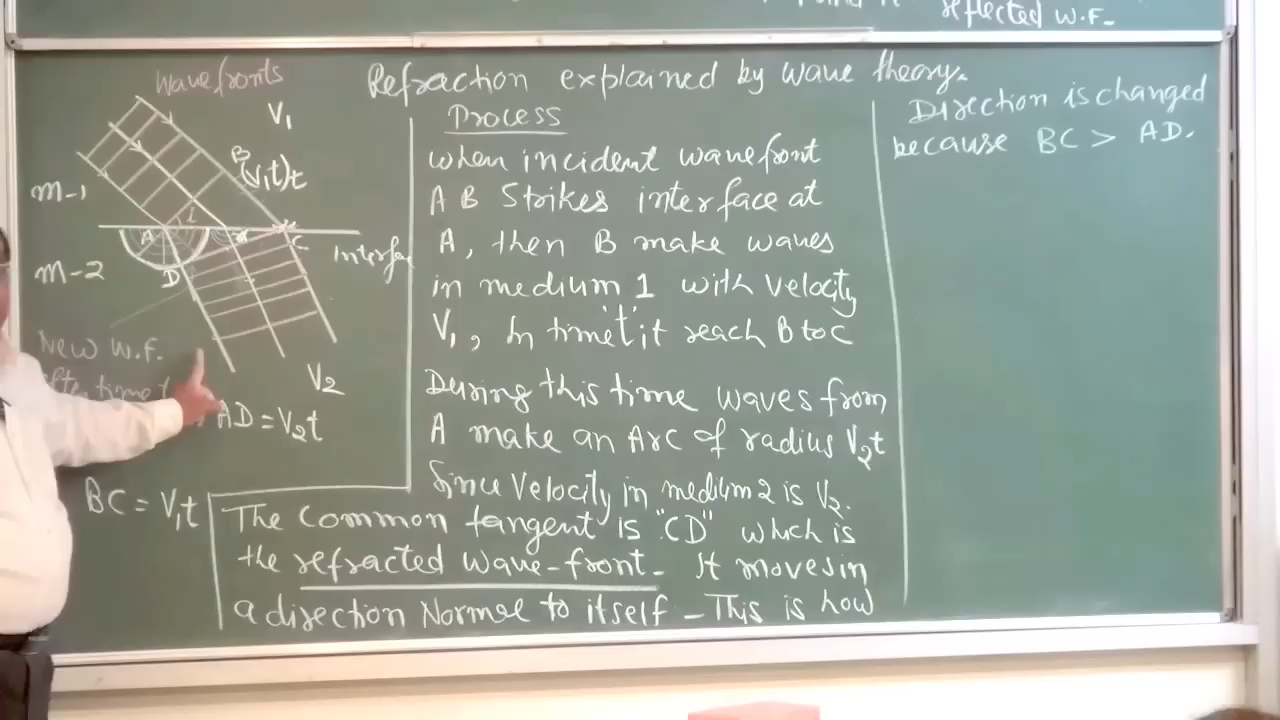 reflected W.F.
Wavefronts
Refraction explained by wave theory.
V₁
B
(V₁t)t
m-1
i
A
C
Interfa
m-2
D
New W.F.
after time t
V₂
AD = V₂t
BC = V₁t
Process
when incident wavefront
A B Strikes interface at
A, then B make waves
in medium 1 with velocity
V₁, In time 't' it reach B to C
During this time waves from
A make an Arc of radius V₂t
Since Velocity in medium 2 is V₂.
The common tangent is "CD" which is
the refracted wave-front - It moves in
a direction Normal to itself - This is how
Direction is changed
because BC > AD.